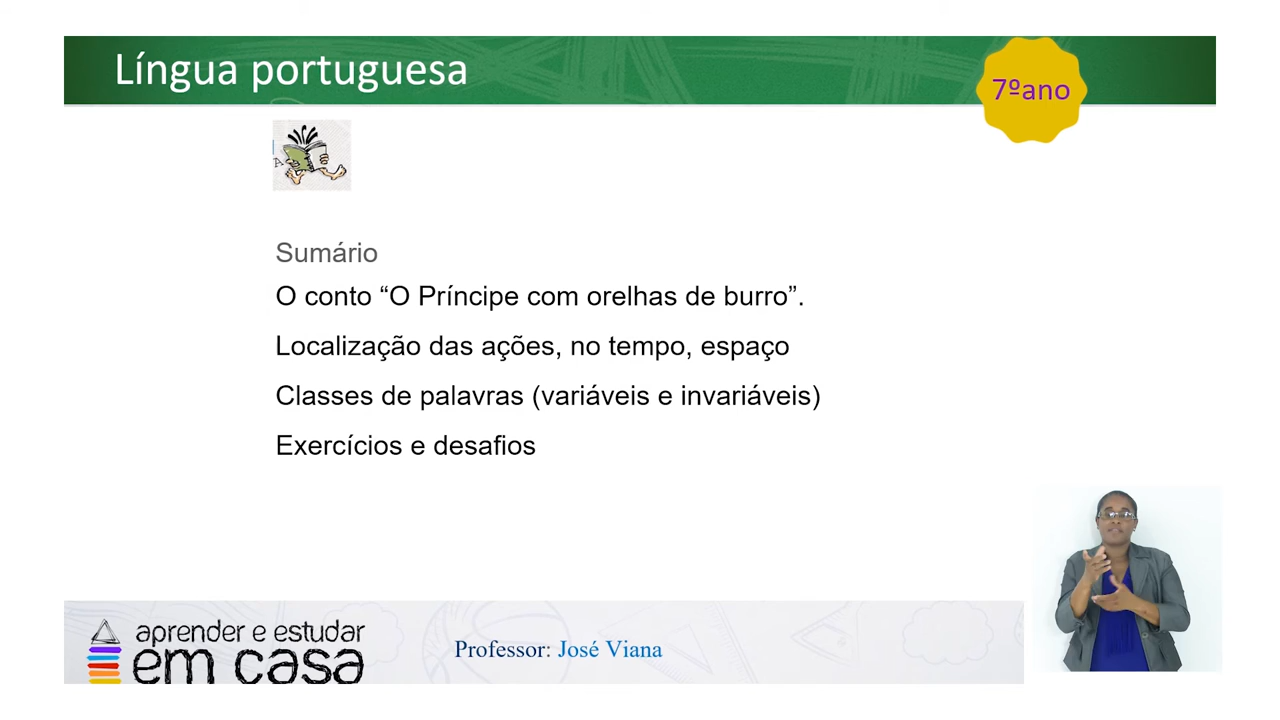 Língua portuguesa
7ºano
A
Sumário
O conto “O Príncipe com orelhas de burro”.
Localização das ações, no tempo, espaço
Classes de palavras (variáveis e invariáveis)
Exercícios e desafios
aprender e estudar
em casa
Professor: José Viana